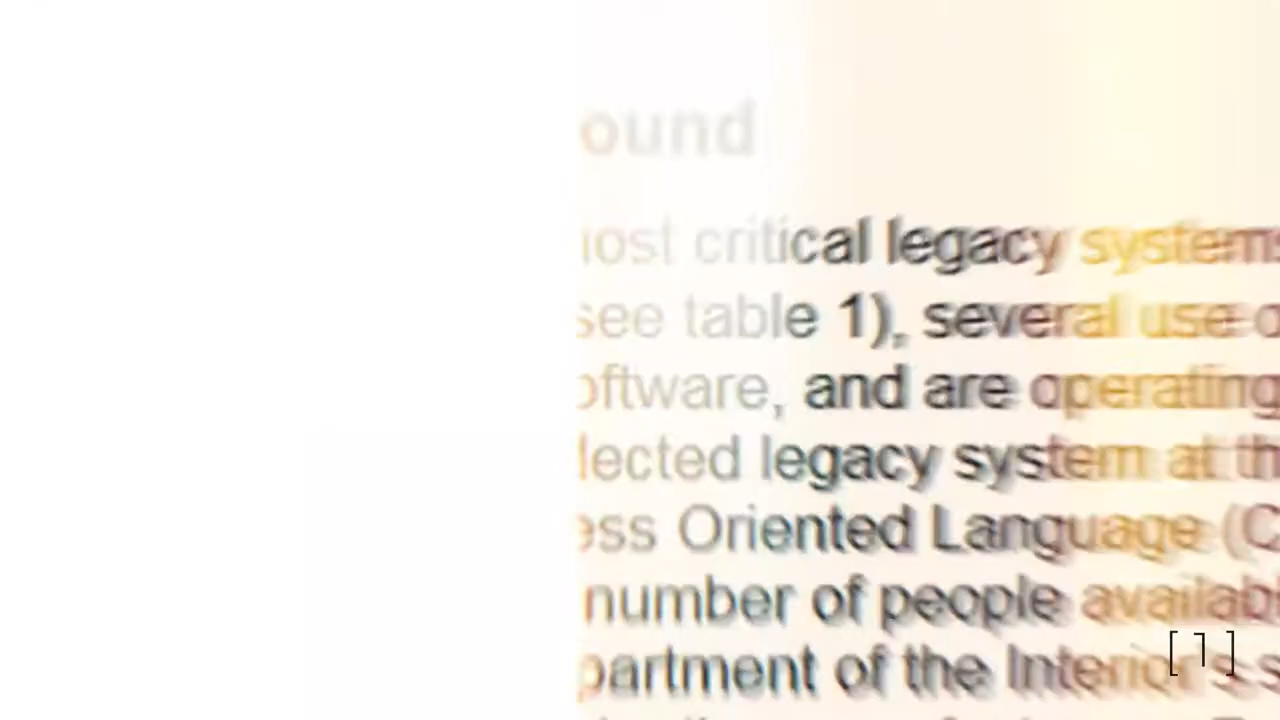 ound
ost critical legacy systems
see table 1), several use
oftware, and are operating
lected legacy system at th
ess Oriented Language (C
number of people availab
partment of the Interior's s
[1]